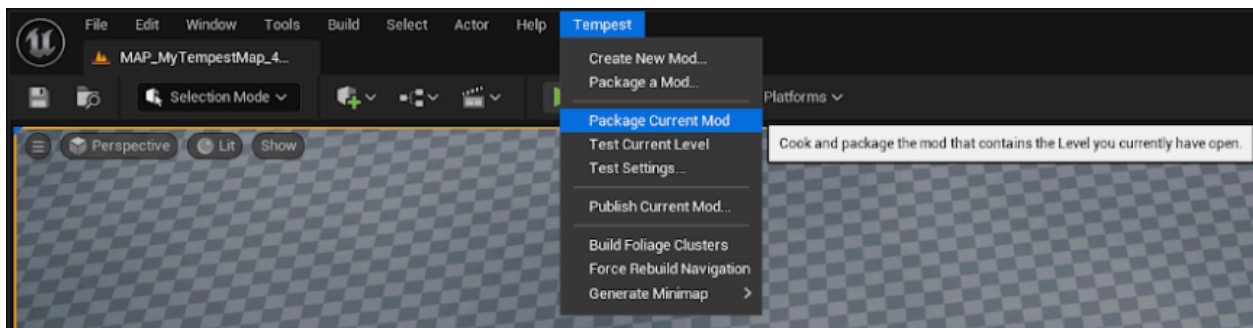 File Edit Window Tools Build Select Actor Help Tempest
MAP_MyTempestMap_4...
Selection Mode
Platforms
Perspective Lit Show
Create New Mod...
Package a Mod...
Package Current Mod
Test Current Level
Test Settings...
Publish Current Mod...
Build Foliage Clusters
Force Rebuild Navigation
Generate Minimap
Cook and package the mod that contains the Level you currently have open.